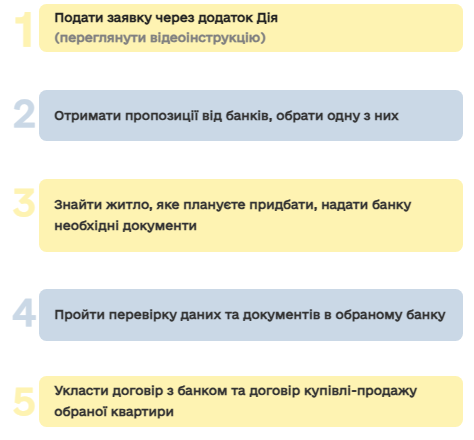 1
Подати заявку через додаток Дія
(переглянути відеоінструкцію)
2
Отримати пропозиції від банків, обрати одну з них
3
Знайти житло, яке плануєте придбати, надати банку
необхідні документи
4
Пройти перевірку даних та документів в обраному банку
5
Укласти договір з банком та договір купівлі-продажу
обраної квартири